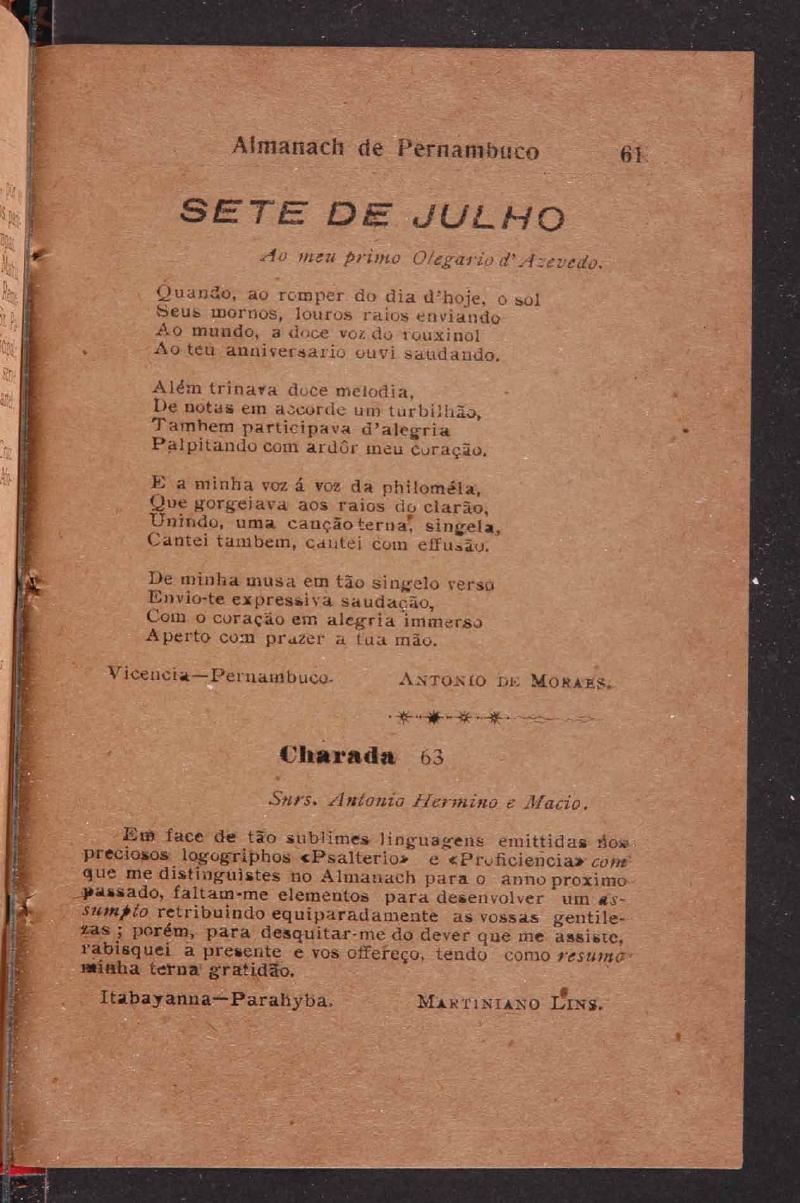 Almanach de Pernambuco 61
SETE DE JULHO
Ao meu primo Olegario d'Azevedo.
Quando, ao romper do dia d'hoje, o sol
Seus mornos, louros raios enviando
Ao mundo, a doce voz do rouxinol
Ao teu anniversario ouvi saudando.
Além trinava doce melodia,
De notas em accorde um turbilhão,
Tambem participava d'alegria
Palpitando com ardôr meu coração.
E a minha voz á voz da philoméla,
Que gorgeiava aos raios do clarão,
Unindo, uma canção terna, singela,
Cantei tambem, cantei com effusão.
De minha musa em tão singelo verso
Envio-te expressiva saudação,
Com o coração em alegria immerso
Aperto com prazer a tua mão.
Vicencia—Pernambuco. ANTONIO DE MORAES.
Charada 63
Snrs. Antonio Hermino e Macio.
Em face de tão sublimes linguagens emittidas nos
preciosos logogriphos «Psalterio» e «Proficiencia» com
que me distinguistes no Almanach para o anno proximo
passado, faltam-me elementos para desenvolver um as-
sumpto retribuindo equiparadamente as vossas gentile-
zas ; porém, para desquitar-me do dever que me assiste,
rabisquei a presente e vos offereço, tendo como resumo
minha terna gratidão.
Itabayanna—Parahyba. MARTINIANO LINS.